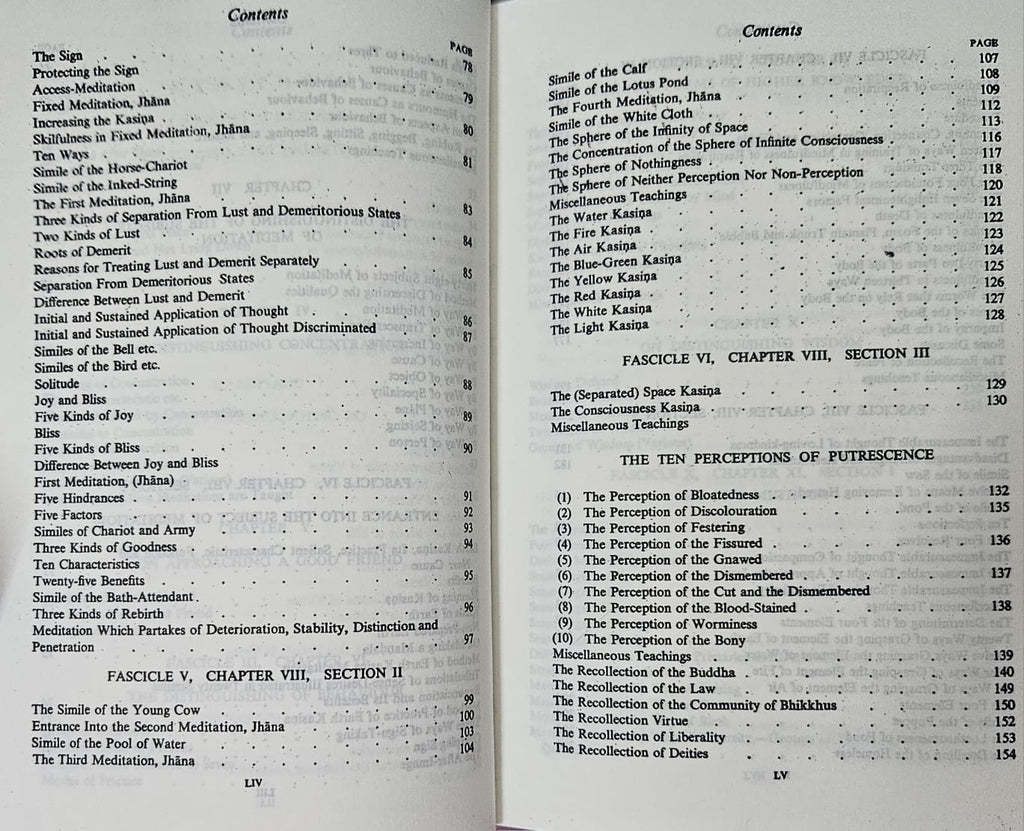 Contents
PAGE
The Sign . . . . . . . . 78
Protecting the Sign
Access-Meditation . . . . . . . 79
Fixed Meditation, Jhāna
Increasing the Kasiṇa . . . . . . . 80
Skilfulness in Fixed Meditation, Jhāna
Ten Ways . . . . . . . . 81
Simile of the Horse-Chariot
Simile of the Inked-String
The First Meditation, Jhāna . . . . . . 83
Three Kinds of Separation From Lust and Demeritorious States
Two Kinds of Lust . . . . . . . 84
Roots of Demerit
Reasons for Treating Lust and Demerit Separately . . . . 85
Separation From Demeritorious States
Difference Between Lust and Demerit
Initial and Sustained Application of Thought . . . . 86
Initial and Sustained Application of Thought Discriminated . . 87
Similes of the Bell etc.
Similes of the Bird etc.
Solitude . . . . . . . . 88
Joy and Bliss
Five Kinds of Joy . . . . . . . 89
Bliss
Five Kinds of Bliss . . . . . . . 90
Difference Between Joy and Bliss
First Meditation, (Jhāna)
Five Hindrances . . . . . . . 91
Five Factors . . . . . . . 92
Similes of Chariot and Army . . . . . . 93
Three Kinds of Goodness . . . . . . 94
Ten Characteristics
Twenty-five Benefits . . . . . . . 95
Simile of the Bath-Attendant .
Three Kinds of Rebirth . . . . . . 96
Meditation Which Partakes of Deterioration, Stability, Distinction and
Penetration . . . . . . . . 97
FASCICLE V, CHAPTER VIII, SECTION II
The Simile of the Young Cow . . . . . . 99
Entrance Into the Second Meditation, Jhāna . . . . 100
Simile of the Pool of Water . . . . . . 103
The Third Meditation, Jhāna . . . . . . 104
LIV
Contents
PAGE
Simile of the Calf . . . . . . . 107
Simile of the Lotus Pond . . . . . . 108
The Fourth Meditation, Jhāna . . . . . . 109
Simile of the White Cloth . . . . . . 112
The Sphere of the Infinity of Space . . . . . 113
The Concentration of the Sphere of Infinite Consciousness . . . 116
The Sphere of Nothingness . . . . . . 117
The Sphere of Neither Perception Nor Non-Perception . . . 118
Miscellaneous Teachings . . . . . . 120
The Water Kasiṇa . . . . . . . 121
The Fire Kasiṇa . . . . . . . 122
The Air Kasiṇa . . . . . . . 123
The Blue-Green Kasiṇa . . . . . . 124
The Yellow Kasiṇa . . . . . . . 125
The Red Kasiṇa . . . . . . . 126
The White Kasiṇa . . . . . . . 127
The Light Kasiṇa . . . . . . . 128
FASCICLE VI, CHAPTER VIII, SECTION III
The (Separated) Space Kasiṇa . . . . . . 129
The Consciousness Kasiṇa . . . . . . 130
Miscellaneous Teachings
THE TEN PERCEPTIONS OF PUTRESCENCE
(1) The Perception of Bloatedness . . . . . 132
(2) The Perception of Discolouration . . . . . 135
(3) The Perception of Festering
(4) The Perception of the Fissured . . . . . 136
(5) The Perception of the Gnawed
(6) The Perception of the Dismembered . . . . . 137
(7) The Perception of the Cut and the Dismembered
(8) The Perception of the Blood-Stained . . . . . 138
(9) The Perception of Worminess
(10) The Perception of the Bony
Miscellaneous Teachings . . . . . . 139
The Recollection of the Buddha . . . . . . 140
The Recollection of the Law . . . . . . 149
The Recollection of the Community of Bhikkhus . . . . 150
The Recollection Virtue . . . . . . 152
The Recollection of Liberality . . . . . . 153
The Recollection of Deities . . . . . . 154
LV